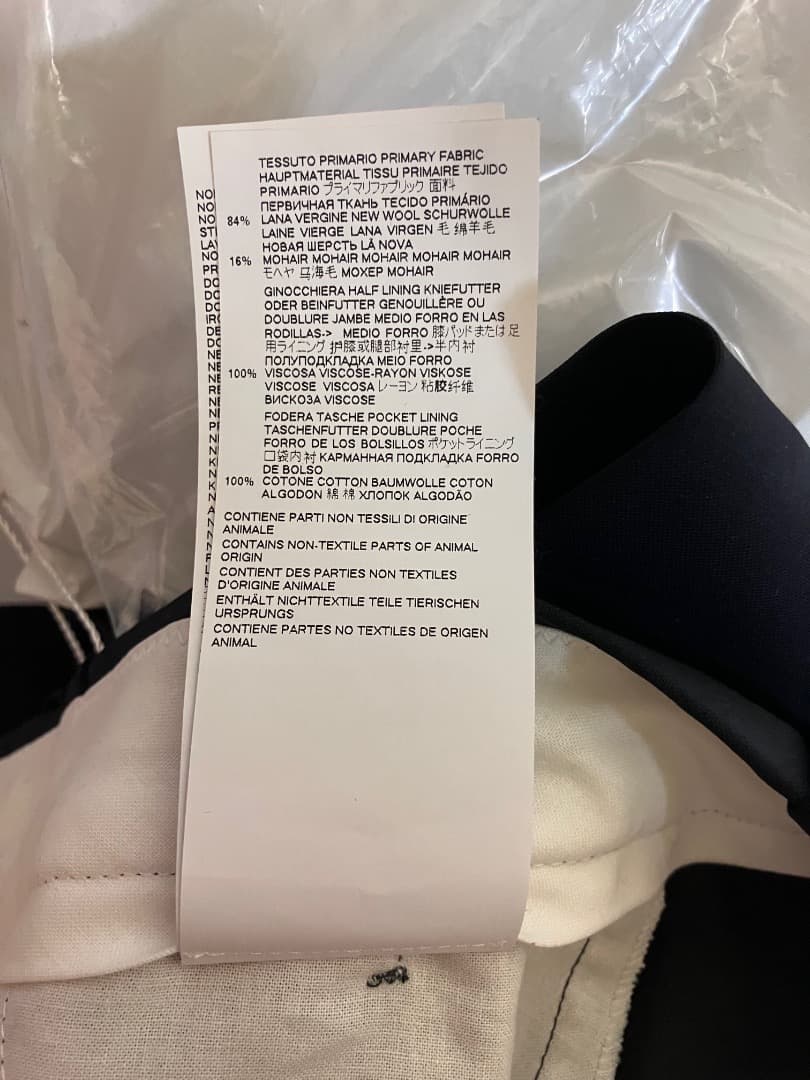 TESSUTO PRIMARIO PRIMARY FABRIC
HAUPTMATERIAL TISSU PRIMAIRE TEJIDO
PRIMARIO プライマリファブリック 面料
ПЕРВИЧНАЯ ТКАНЬ TECIDO PRIMÁRIO
84% LANA VERGINE NEW WOOL SCHURWOLLE
LAINE VIERGE LANA VIRGEN 毛 绵羊毛
НОВАЯ ШЕРСТЬ LÃ NOVA
16% MOHAIR MOHAIR MOHAIR MOHAIR MOHAIR
モヘヤ 马海毛 МОХЕР MOHAIR
GINOCCHIERA HALF LINING KNIEFUTTER
ODER BEINFUTTER GENOUILLÈRE OU
DOUBLURE JAMBE MEDIO FORRO EN LAS
RODILLAS-> MEDIO FORRO 膝パッドまたは足
用ライニング 护膝或腿部衬里->半内衬
ПОЛУПОДКЛАДКА MEIO FORRO
100% VISCOSA VISCOSE-RAYON VISKOSE
VISCOSE VISCOSA レーヨン 粘胶纤维
ВИСКОЗА VISCOSE
FODERA TASCHE POCKET LINING
TASCHENFUTTER DOUBLURE POCHE
FORRO DE LOS BOLSILLOS ポケットライニング
口袋内衬 КАРМАННАЯ ПОДКЛАДКА FORRO
DE BOLSO
100% COTONE COTTON BAUMWOLLE COTON
ALGODON 綿 棉 ХЛОПОК ALGODÃO
CONTIENE PARTI NON TESSILI DI ORIGINE
ANIMALE
CONTAINS NON-TEXTILE PARTS OF ANIMAL
ORIGIN
CONTIENT DES PARTIES NON TEXTILES
D'ORIGINE ANIMALE
ENTHÄLT NICHTTEXTILE TEILE TIERISCHEN
URSPRUNGS
CONTIENE PARTES NO TEXTILES DE ORIGEN
ANIMAL